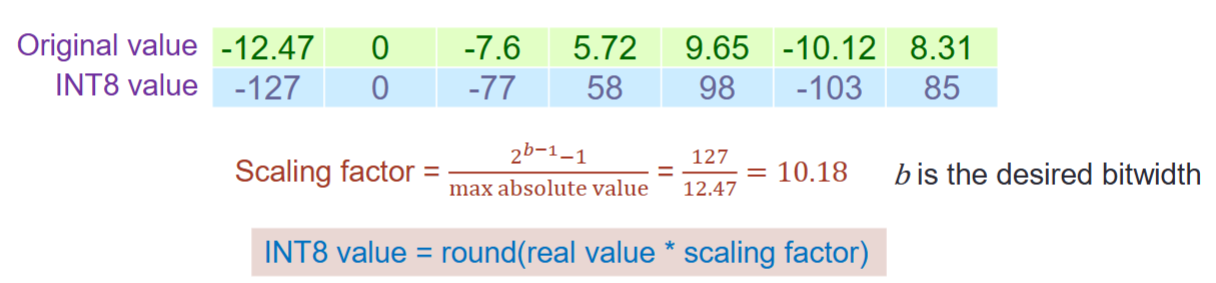 Original value -12.47 0 -7.6 5.72 9.65 -10.12 8.31
INT8 value -127 0 -77 58 98 -103 85
Scaling factor = (2^{b−1}−1)/(max absolute value) = 127/12.47 = 10.18 b is the desired bitwidth
INT8 value = round(real value * scaling factor)